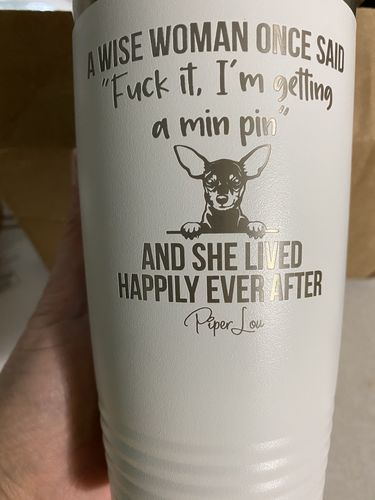 A WISE WOMAN ONCE SAID
"Fuck it, I'm getting
a min pin"
AND SHE LIVED
HAPPILY EVER AFTER
Piper Lou